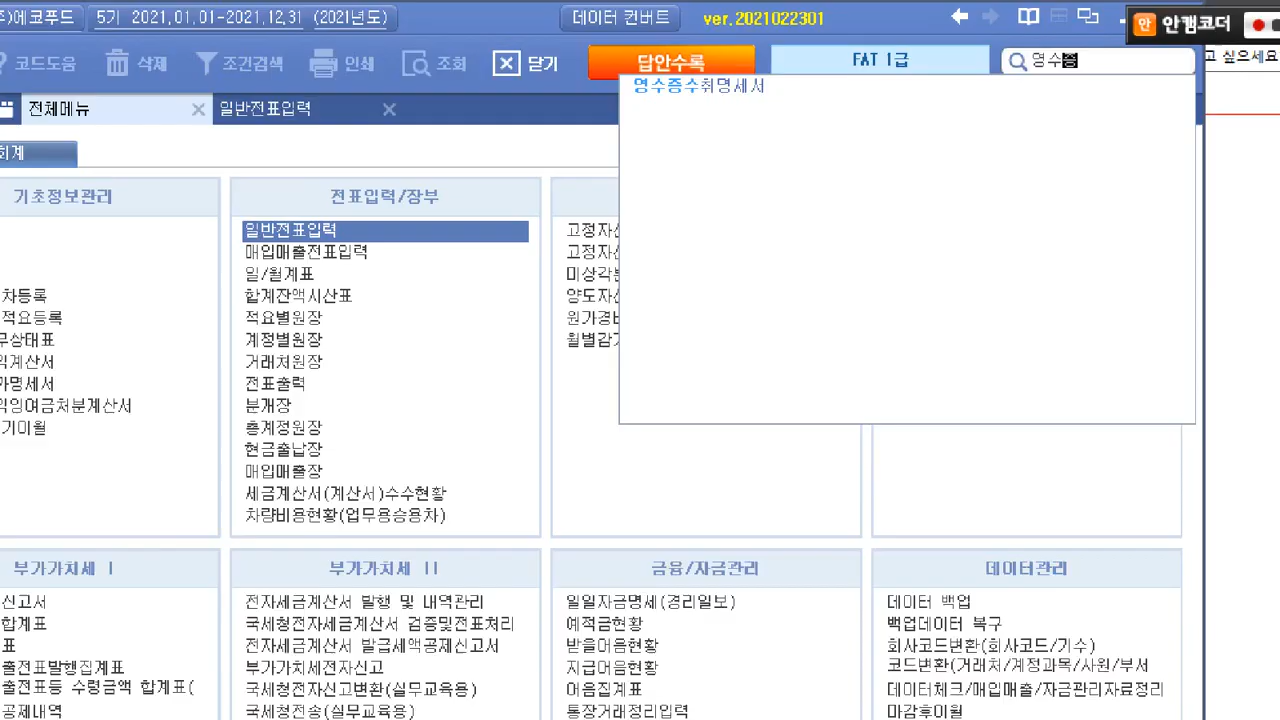 주)에코푸드 5기 2021.01.01-2021.12.31 (2021년도) 데이터 컨버트 ver.2021022301
안캠코더
코드도움 삭제 조건검색 인쇄 조회 닫기 답안수록 FAT 1급 영수증
고 싶으세요
전체메뉴 일반전표입력
영수증수취명세서
회계
기초정보관리
차등록
적요등록
무상태표
익계산서
가명세서
익잉여금처분계산서
기이월
전표입력/장부
일반전표입력
매입매출전표입력
일/월계표
합계잔액시산표
적요별원장
계정별원장
거래처원장
전표출력
분개장
총계정원장
현금출납장
매입매출장
세금계산서(계산서)수수현황
차량비용현황(업무용승용차)
고정자산
고정자산
미상각분
양도자산
원가경비
월별감가
부가가치세 I
신고서
합계표
표
출전표발행집계표
출전표등 수령금액 합계표(
공제내역
부가가치세 II
전자세금계산서 발행 및 내역관리
국세청전자세금계산서 검증및전표처리
전자세금계산서 발급세액공제신고서
부가가치세전자신고
국세청전자신고변환(실무교육용)
국세청전송(실무교육용)
금융/자금관리
일일자금명세(경리일보)
예적금현황
받을어음현황
지급어음현황
어음집계표
통장거래정리입력
데이터관리
데이터 백업
백업데이터 복구
회사코드변환(회사코드/기수)
코드변환(거래처/계정과목/사원/부서
데이터체크/매입매출/자금관리자료정리
마감후이월